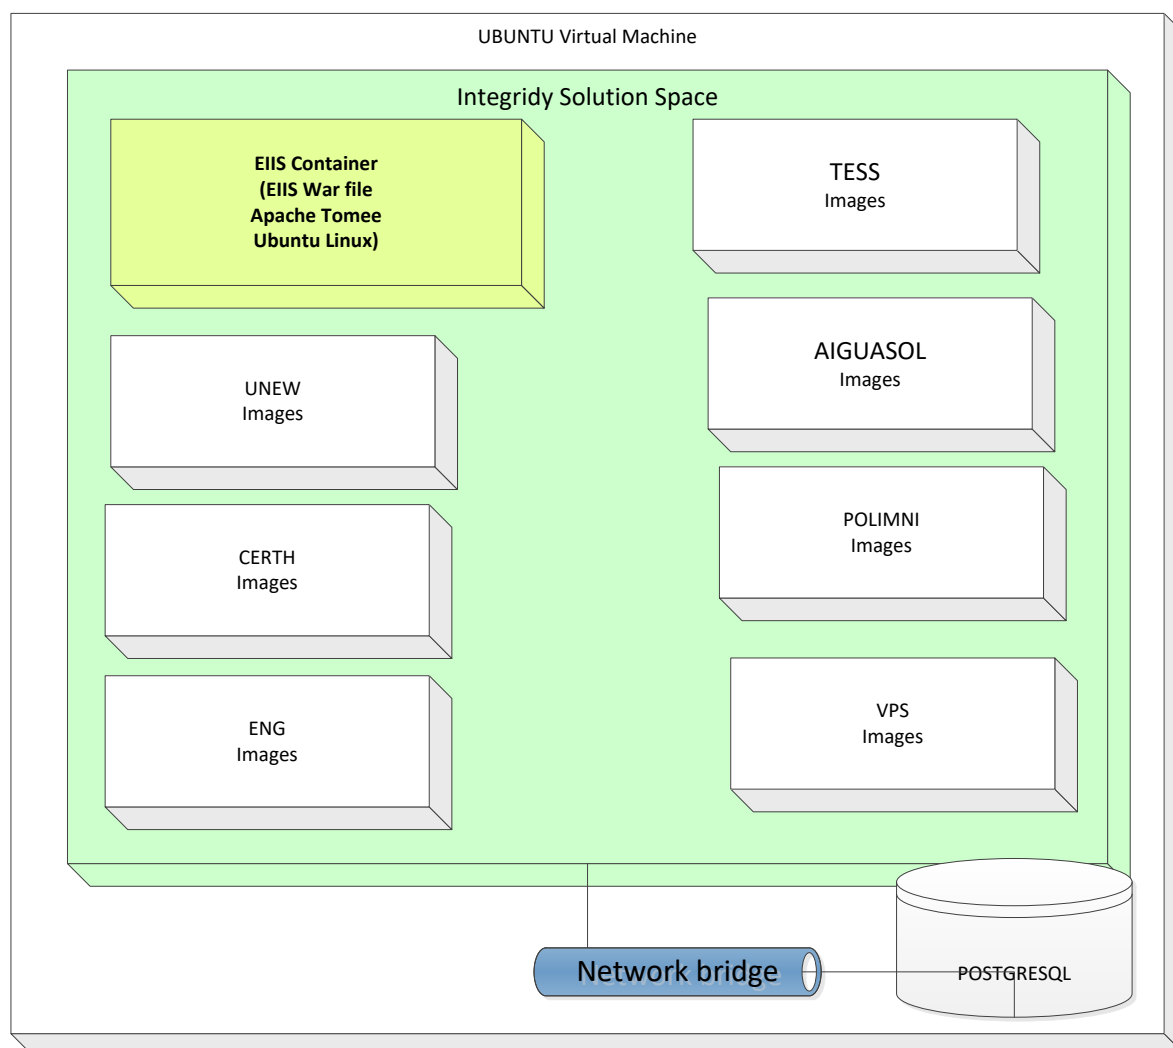 UBUNTU Virtual Machine
Integridy Solution Space
EIIS Container
(EIIS War file
Apache Tomee
Ubuntu Linux)
TESS
Images
UNEW
Images
AIGUASOL
Images
CERTH
Images
POLIMNI
Images
ENG
Images
VPS
Images
Network bridge
POSTGRESQL